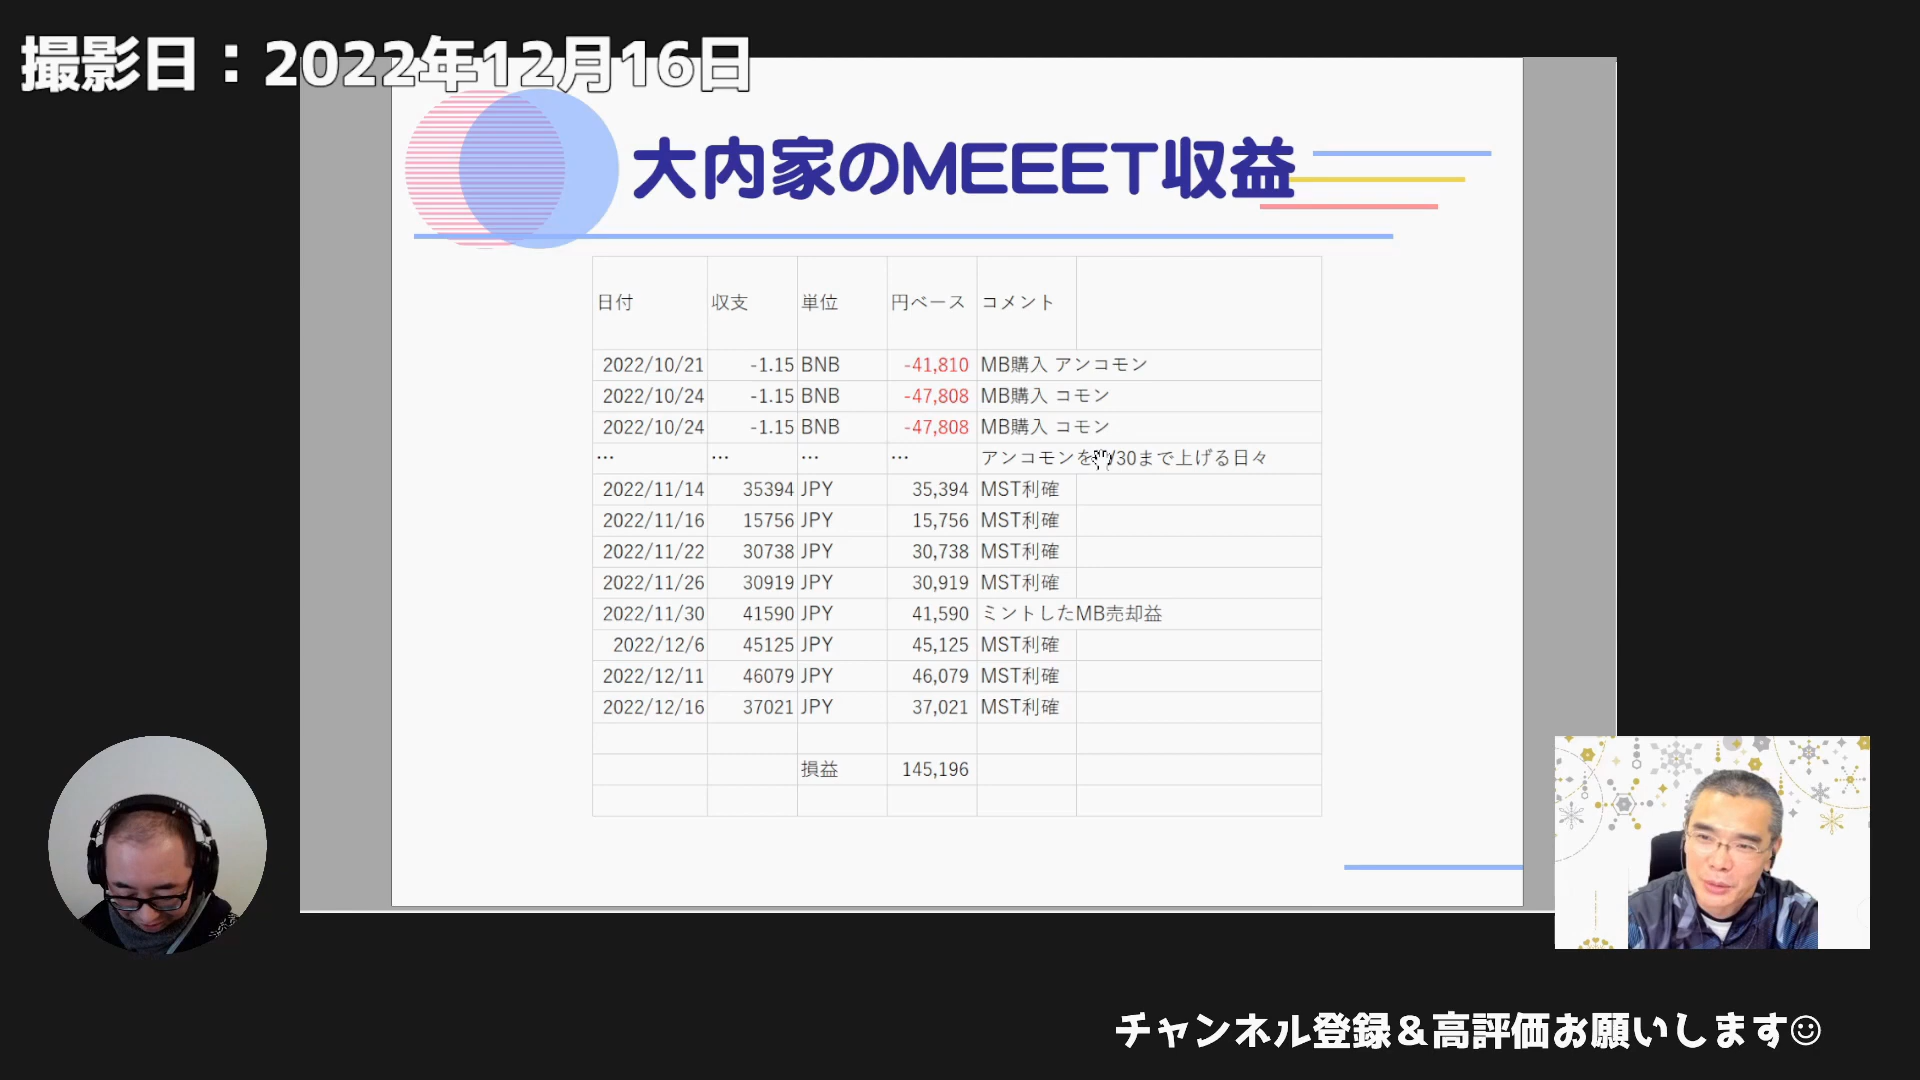 撮影日：2022年12月16日
大内家のMEEET収益
日付 収支 単位 円ベース コメント
2022/10/21 -1.15 BNB -41,810 MB購入 アンコモン
2022/10/24 -1.15 BNB -47,808 MB購入 コモン
2022/10/24 -1.15 BNB -47,808 MB購入 コモン
… … … … アンコモンを /30まで上げる日々
2022/11/14 35394 JPY 35,394 MST利確
2022/11/16 15756 JPY 15,756 MST利確
2022/11/22 30738 JPY 30,738 MST利確
2022/11/26 30919 JPY 30,919 MST利確
2022/11/30 41590 JPY 41,590 ミントしたMB売却益
2022/12/6 45125 JPY 45,125 MST利確
2022/12/11 46079 JPY 46,079 MST利確
2022/12/16 37021 JPY 37,021 MST利確
損益 145,196
チャンネル登録＆高評価お願いします☺